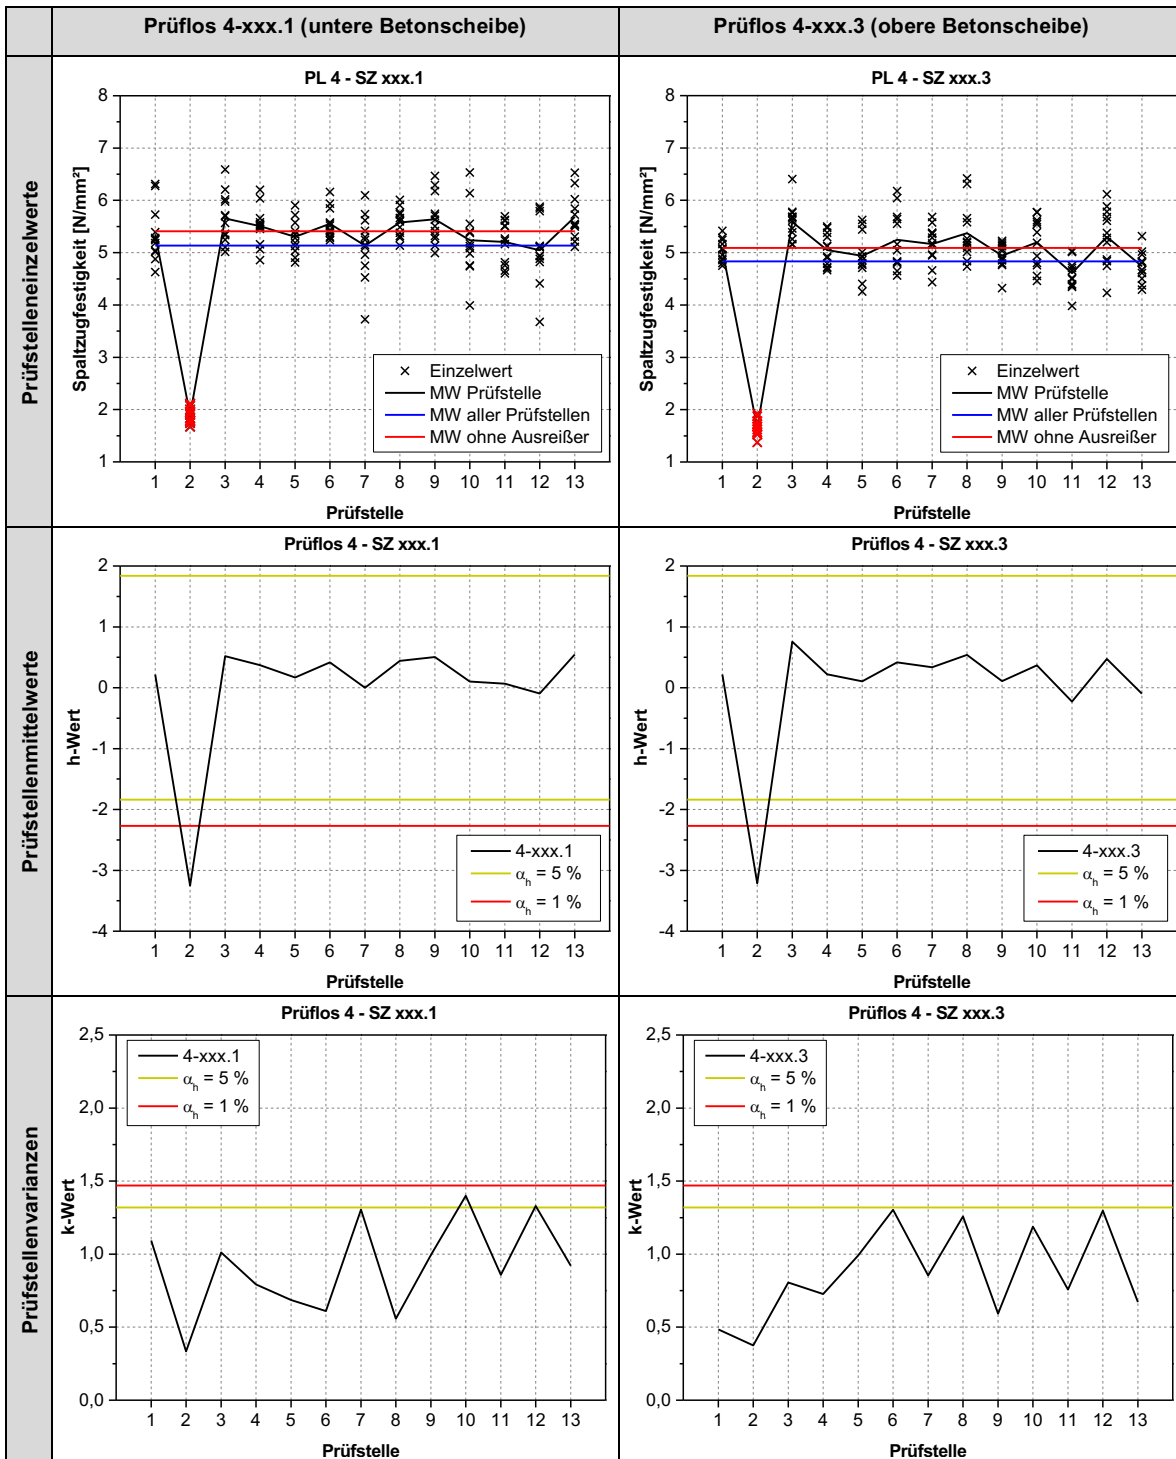 Prüflos 4-xxx.1 (untere Betonscheibe)
Prüflos 4-xxx.3 (obere Betonscheibe)
Prüfstelleneinzelwerte
PL 4 - SZ xxx.1
Spaltzugfestigkeit [N/mm²]
8
7
6
5
4
3
2
1
× Einzelwert
MW Prüfstelle
MW aller Prüfstellen
MW ohne Ausreißer
1 2 3 4 5 6 7 8 9 10 11 12 13
Prüfstelle
PL 4 - SZ xxx.3
Spaltzugfestigkeit [N/mm²]
8
7
6
5
4
3
2
1
× Einzelwert
MW Prüfstelle
MW aller Prüfstellen
MW ohne Ausreißer
1 2 3 4 5 6 7 8 9 10 11 12 13
Prüfstelle
Prüfstellenmittelwerte
Prüflos 4 - SZ xxx.1
h-Wert
2
1
0
-1
-2
-3
-4
4-xxx.1
αh = 5 %
αh = 1 %
1 2 3 4 5 6 7 8 9 10 11 12 13
Prüfstelle
Prüflos 4 - SZ xxx.3
h-Wert
2
1
0
-1
-2
-3
-4
4-xxx.3
αh = 5 %
αh = 1 %
1 2 3 4 5 6 7 8 9 10 11 12 13
Prüfstelle
Prüfstellenvarianzen
Prüflos 4 - SZ xxx.1
k-Wert
2,5
2,0
1,5
1,0
0,5
0,0
4-xxx.1
αh = 5 %
αh = 1 %
1 2 3 4 5 6 7 8 9 10 11 12 13
Prüfstelle
Prüflos 4 - SZ xxx.3
k-Wert
2,5
2,0
1,5
1,0
0,5
0,0
4-xxx.3
αh = 5 %
αh = 1 %
1 2 3 4 5 6 7 8 9 10 11 12 13
Prüfstelle